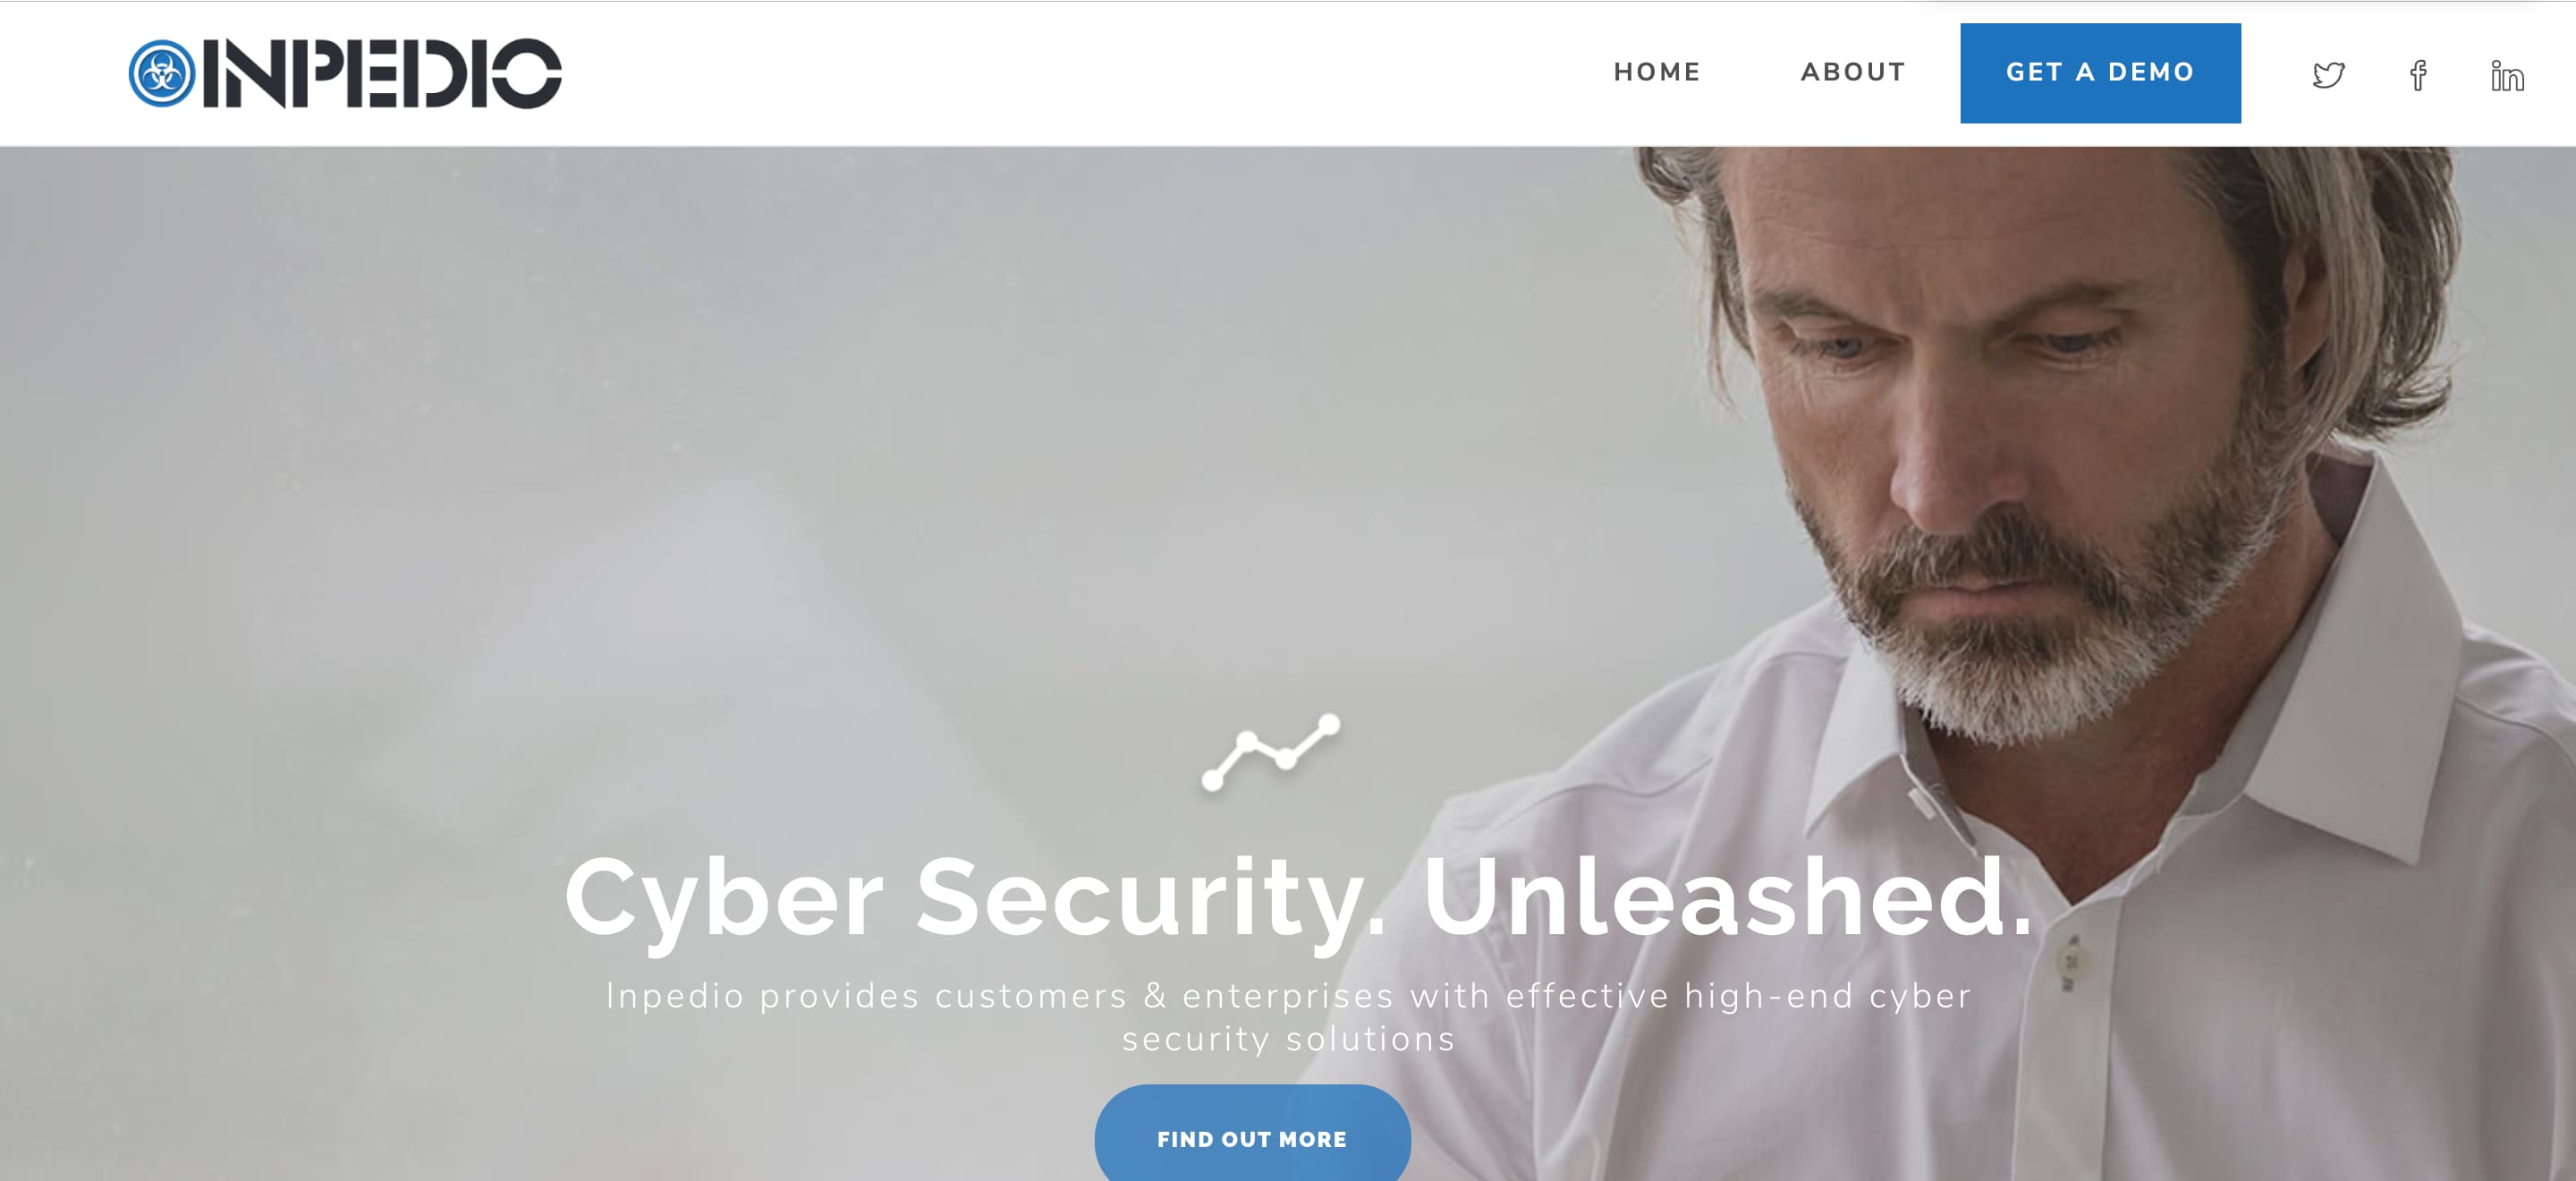 INPEDIO
HOME
ABOUT
GET A DEMO
Cyber Security. Unleashed.
Inpedio provides customers & enterprises with effective high-end cyber
security solutions
FIND OUT MORE